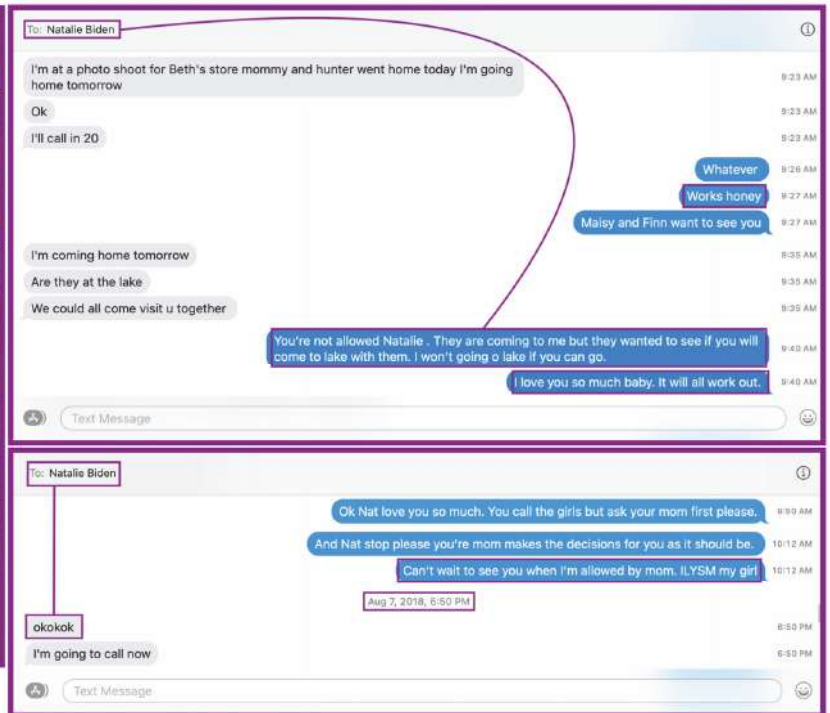 To: Natalie Biden
I'm at a photo shoot for Beth's store mommy and hunter went home today I'm going
home tomorrow
9:23 AM
Ok
9:23 AM
I'll call in 20
9:23 AM
Whatever
9:26 AM
Works honey
9:27 AM
Maisy and Finn want to see you
9:27 AM
I'm coming home tomorrow
9:35 AM
Are they at the lake
9:35 AM
We could all come visit u together
9:35 AM
You're not allowed Natalie . They are coming to me but they wanted to see if you will
come to lake with them. I won't going o lake if you can go.
9:40 AM
I love you so much baby. It will all work out.
9:40 AM
Text Message
To: Natalie Biden
Ok Nat love you so much. You call the girls but ask your mom first please.
9:50 AM
And Nat stop please you're mom makes the decisions for you as it should be.
10:12 AM
Can't wait to see you when I'm allowed by mom. ILYSM my girl
10:12 AM
Aug 7, 2018, 6:50 PM
okokok
6:50 PM
I'm going to call now
6:50 PM
Text Message